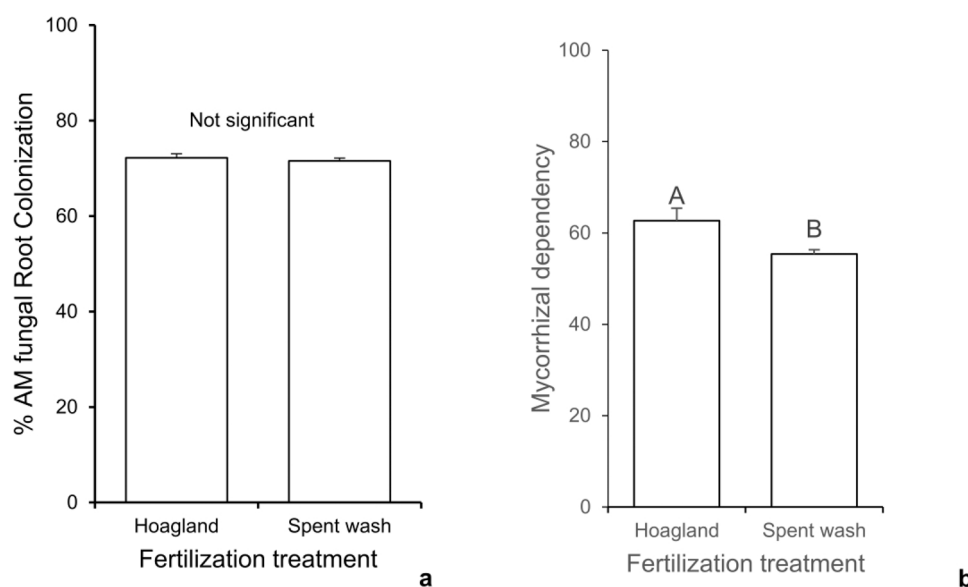 % AM fungal Root Colonization
100
80
60
40
20
0
Not significant
Hoagland Spent wash
Fertilization treatment
a
Mycorrhizal dependency
100
80
60
40
20
0
A
B
Hoagland Spent wash
Fertilization treatment
b